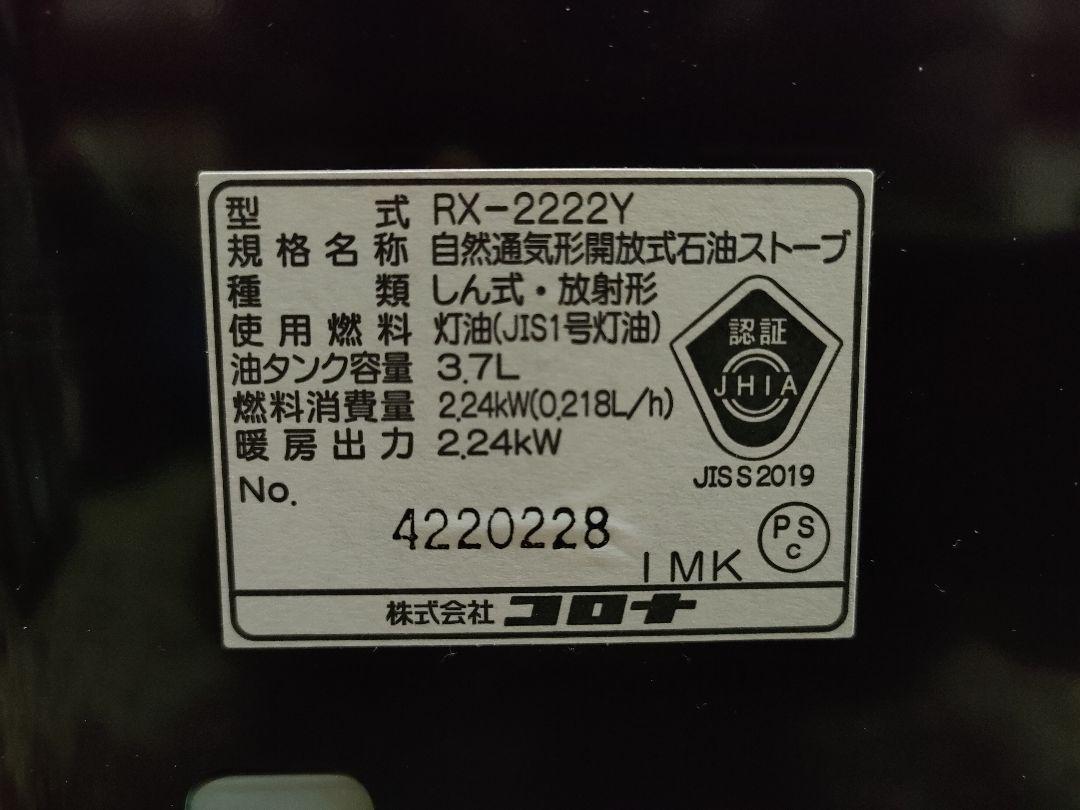 型式 RX-2222Y
規格名称 自然通気形開放式石油ストーブ
種類 しん式・放射形
使用燃料 灯油(JIS1号灯油)
油タンク容量 3.7L
燃料消費量 2.24kW(0.218L/h)
暖房出力 2.24kW
認証
JHIA
JIS S 2019
No.
4220228
IMK
PS
C
株式会社 コロナ